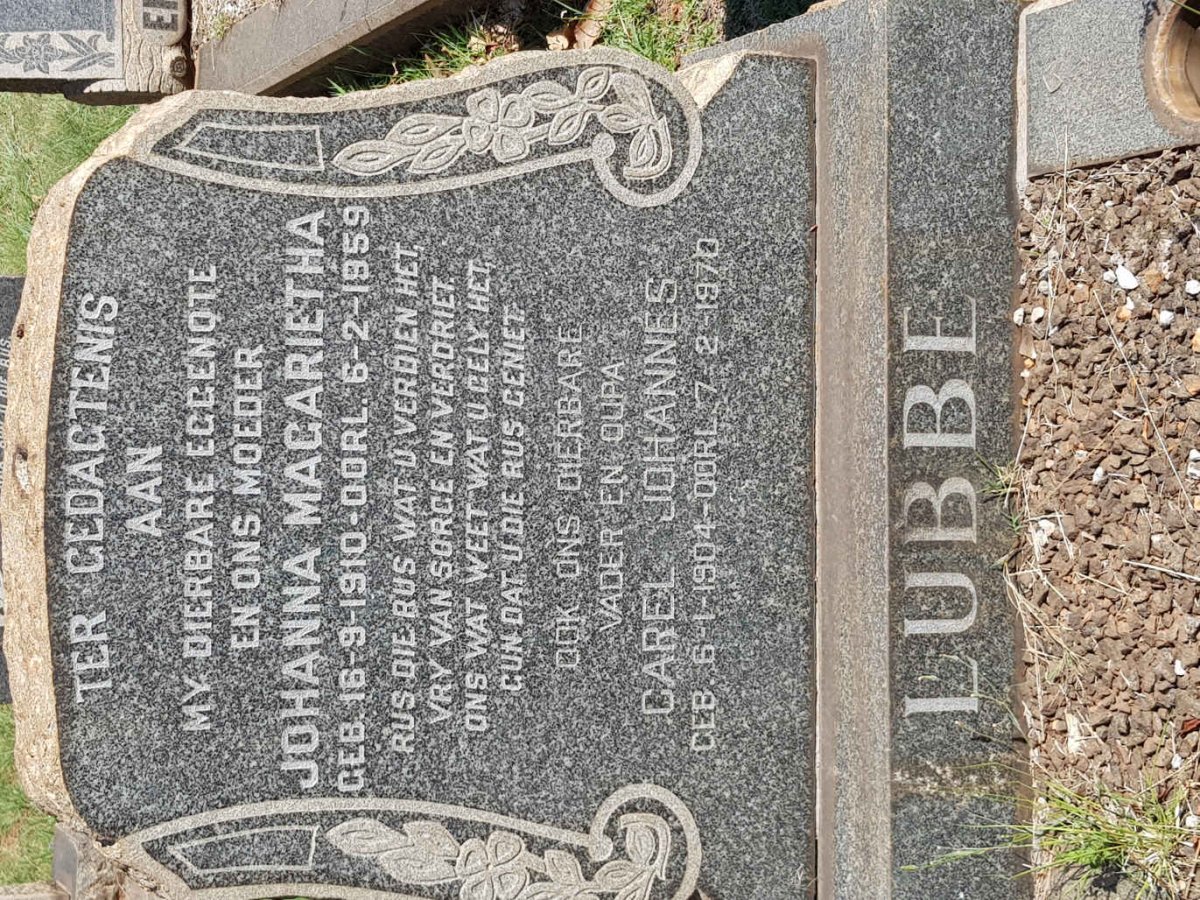 TER GEDAGTENIS
AAN
MY DIERBARE EGGENOTE
EN ONS MOEDER
JOHANNA MAGARIETHA
GEB. 16-9-1910-OORL. 6-2-1959
RUS DIE RUS WAT U VERDIEN HET,
VRY VAN SORGE EN VERDRIET
ONS WAT WEET WAT U GELY HET,
GUN DAT U DIE RUS GENIET.
OOK ONS DIERBARE
VADER EN OUPA
CAREL JOHANNES
GEB. 6-1-1904-OORL. 7-2-1970
LUBBE